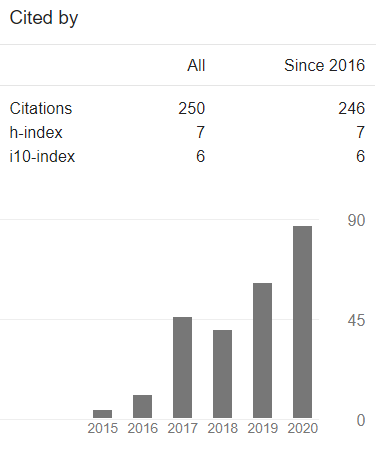 Cited by
All Since 2016
Citations 250 246
h-index 7 7
i10-index 6 6
90
45
0
2015 2016 2017 2018 2019 2020